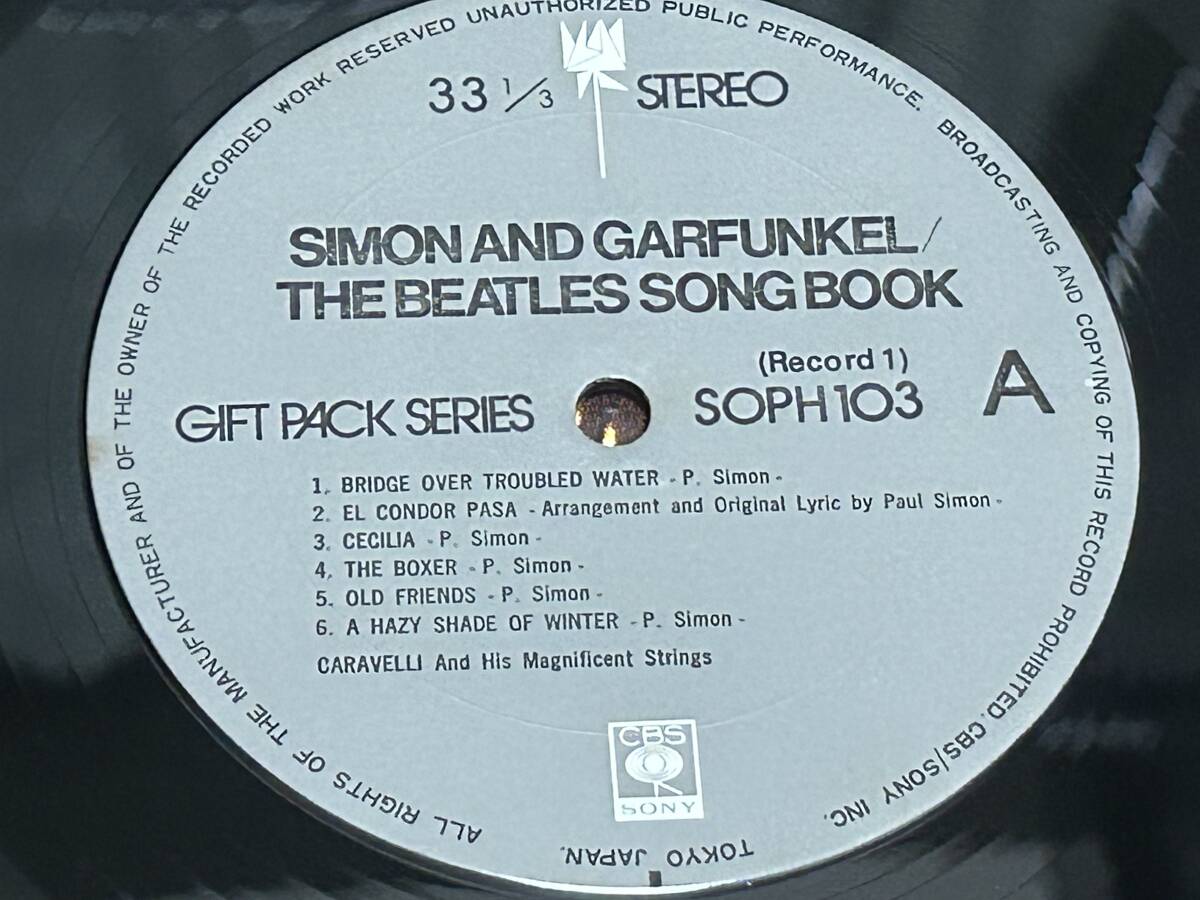 33 1/3 STEREO
SIMON AND GARFUNKEL/
THE BEATLES SONG BOOK
(Record 1)
GIFT PACK SERIES SOPH 103 A
1. BRIDGE OVER TROUBLED WATER - P. Simon -
2. EL CONDOR PASA - Arrangement and Original Lyric by Paul Simon -
3. CECILIA - P. Simon -
4. THE BOXER - P. Simon -
5. OLD FRIENDS - P. Simon -
6. A HAZY SHADE OF WINTER - P. Simon -
CARAVELLI And His Magnificent Strings
CBS
SONY
ALL RIGHTS OF THE MANUFACTURER AND OF THE OWNER OF THE RECORDED WORK RESERVED UNAUTHORIZED PUBLIC PERFORMANCE. BROADCASTING AND COPYING OF THIS RECORD PROHIBITED. CBS/SONY INC. TOKYO JAPAN.